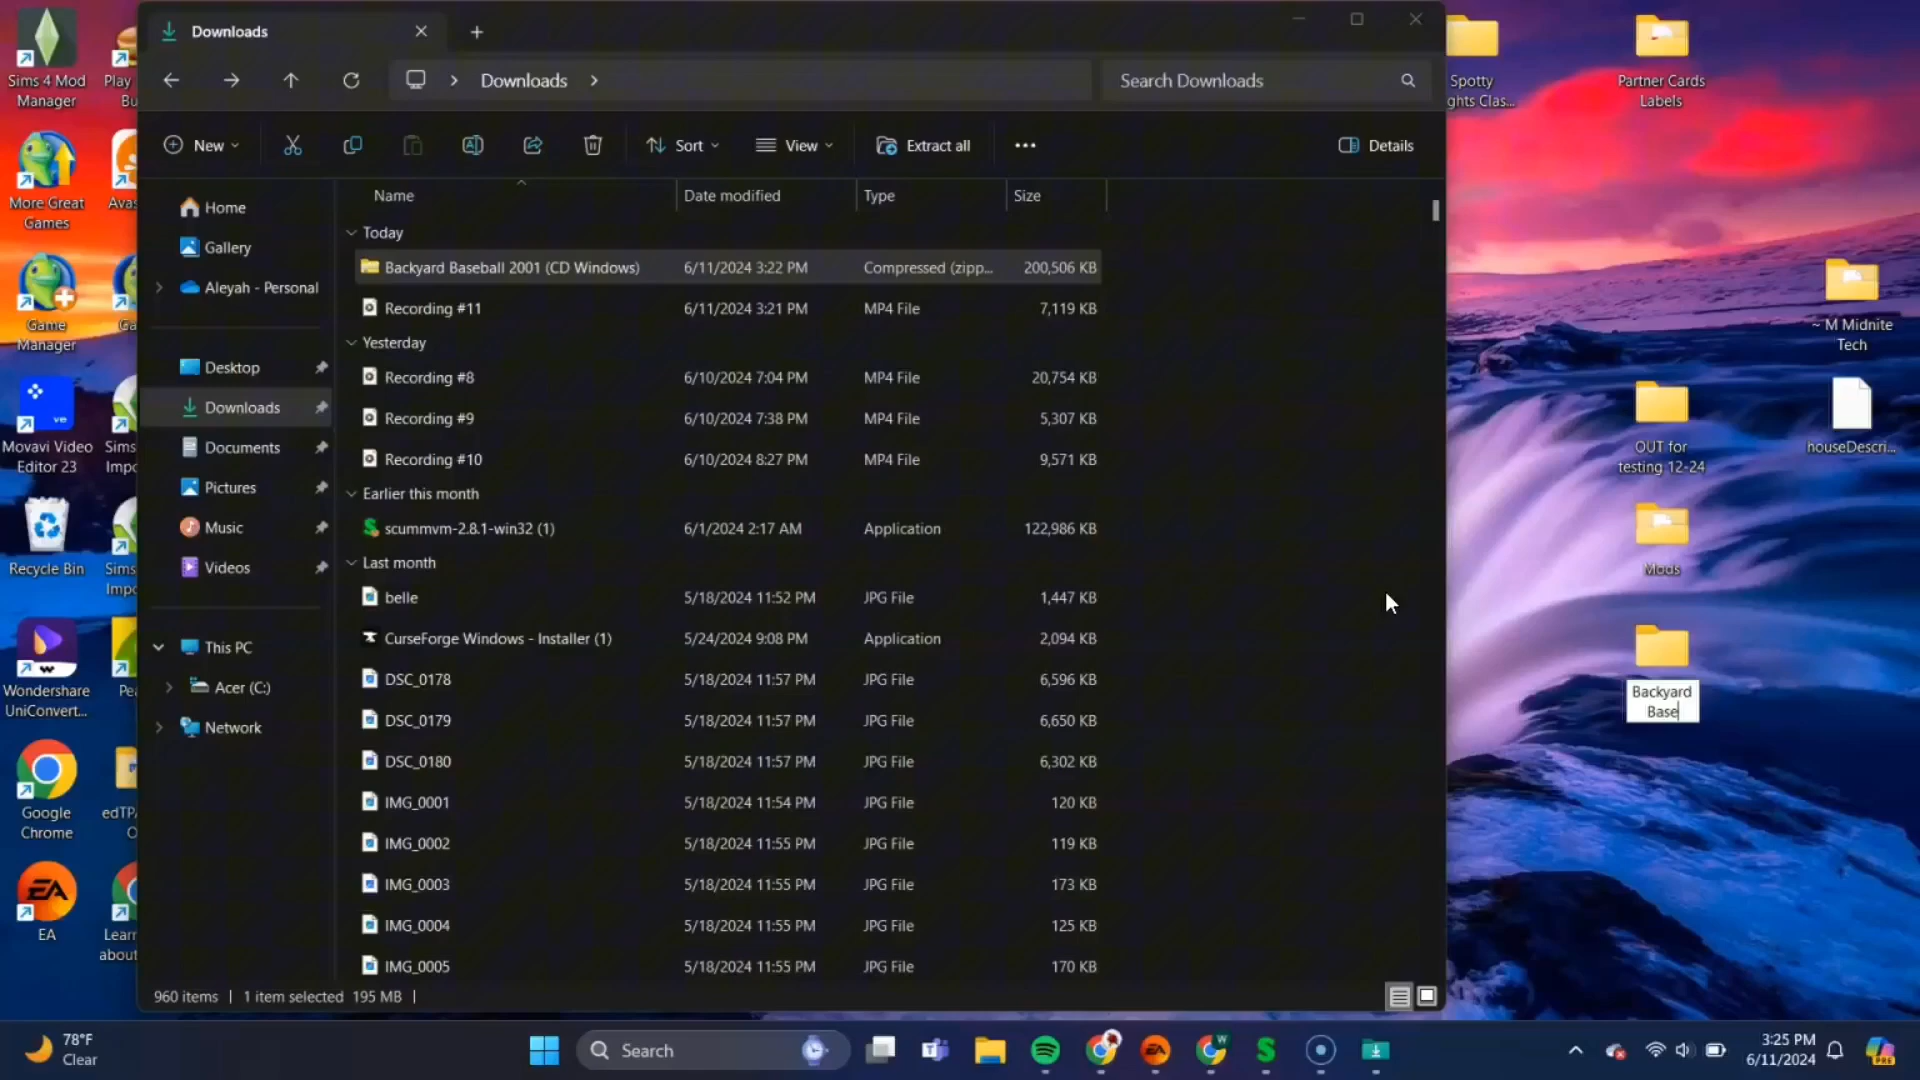 Downloads
Downloads
Search Downloads
New
Sort
View
Extract all
Details
Name
Date modified
Type
Size
Home
Gallery
Aleyah - Personal
Desktop
Downloads
Documents
Pictures
Music
Videos
This PC
Acer (C:)
Network
Today
Backyard Baseball 2001 (CD Windows) 6/11/2024 3:22 PM Compressed (zipp... 200,506 KB
Recording #11 6/11/2024 3:21 PM MP4 File 7,119 KB
Yesterday
Recording #8 6/10/2024 7:04 PM MP4 File 20,754 KB
Recording #9 6/10/2024 7:38 PM MP4 File 5,307 KB
Recording #10 6/10/2024 8:27 PM MP4 File 9,571 KB
Earlier this month
scummvm-2.8.1-win32 (1) 6/1/2024 2:17 AM Application 122,986 KB
Last month
belle 5/18/2024 11:52 PM JPG File 1,447 KB
CurseForge Windows - Installer (1) 5/24/2024 9:08 PM Application 2,094 KB
DSC_0178 5/18/2024 11:57 PM JPG File 6,596 KB
DSC_0179 5/18/2024 11:57 PM JPG File 6,650 KB
DSC_0180 5/18/2024 11:57 PM JPG File 6,302 KB
IMG_0001 5/18/2024 11:54 PM JPG File 120 KB
IMG_0002 5/18/2024 11:55 PM JPG File 119 KB
IMG_0003 5/18/2024 11:55 PM JPG File 173 KB
IMG_0004 5/18/2024 11:55 PM JPG File 125 KB
IMG_0005 5/18/2024 11:55 PM JPG File 170 KB
960 items | 1 item selected 195 MB |
Sims 4 Mod
Manager
Play
Bu
More Great
Games
Avas
Game
Manager
Ga
Movavi Video
Editor 23
Sims
Impo
Recycle Bin
Sims
Impo
Wondershare
UniConvert...
Pea
Google
Chrome
edTP
O
EA
EA
Learn
about
Spotty
ghts Clas...
Partner Cards
Labels
~ M Midnite
Tech
OUT for
testing 12-24
houseDescri...
Mods
Backyard
Base
78°F
Clear
Search
3:25 PM
6/11/2024